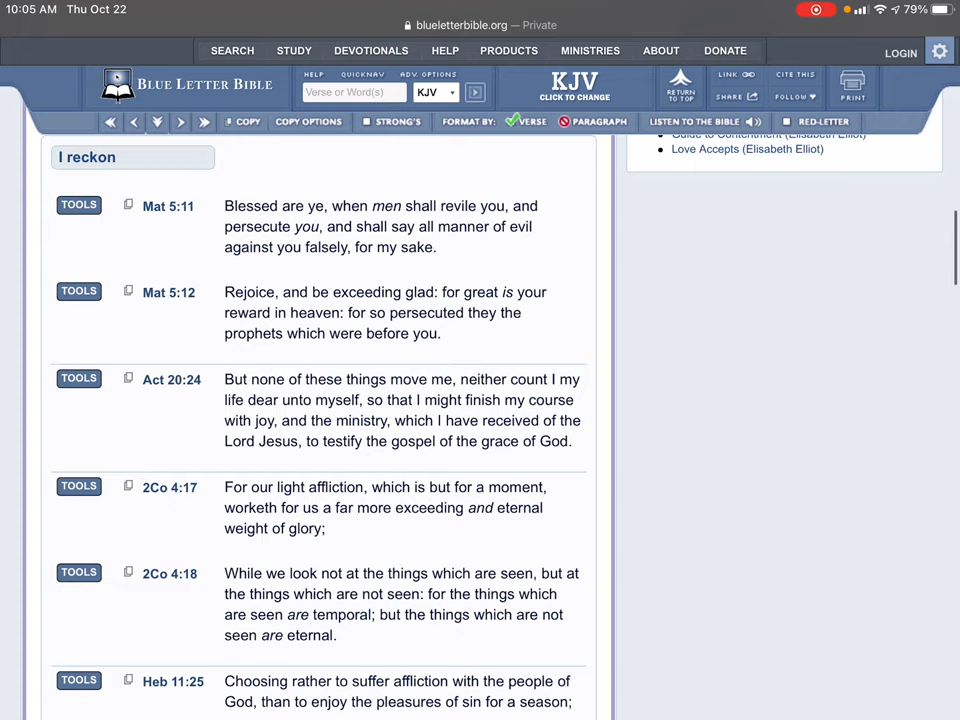 10:05 AM Thu Oct 22 79%
blueletterbible.org — Private
SEARCH STUDY DEVOTIONALS HELP PRODUCTS MINISTRIES ABOUT DONATE LOGIN
BLUE LETTER BIBLE
HELP QUICKNAV ADV. OPTIONS
Verse or Word(s) KJV
KJV
CLICK TO CHANGE
RETURN TO TOP
LINK CITE THIS
SHARE FOLLOW PRINT
COPY COPY OPTIONS STRONG'S FORMAT BY: VERSE PARAGRAPH LISTEN TO THE BIBLE RED-LETTER
Guide to Contentment (Elisabeth Elliot)
Love Accepts (Elisabeth Elliot)
I reckon
TOOLS Mat 5:11 Blessed are ye, when men shall revile you, and
persecute you, and shall say all manner of evil
against you falsely, for my sake.
TOOLS Mat 5:12 Rejoice, and be exceeding glad: for great is your
reward in heaven: for so persecuted they the
prophets which were before you.
TOOLS Act 20:24 But none of these things move me, neither count I my
life dear unto myself, so that I might finish my course
with joy, and the ministry, which I have received of the
Lord Jesus, to testify the gospel of the grace of God.
TOOLS 2Co 4:17 For our light affliction, which is but for a moment,
worketh for us a far more exceeding and eternal
weight of glory;
TOOLS 2Co 4:18 While we look not at the things which are seen, but at
the things which are not seen: for the things which
are seen are temporal; but the things which are not
seen are eternal.
TOOLS Heb 11:25 Choosing rather to suffer affliction with the people of
God, than to enjoy the pleasures of sin for a season;